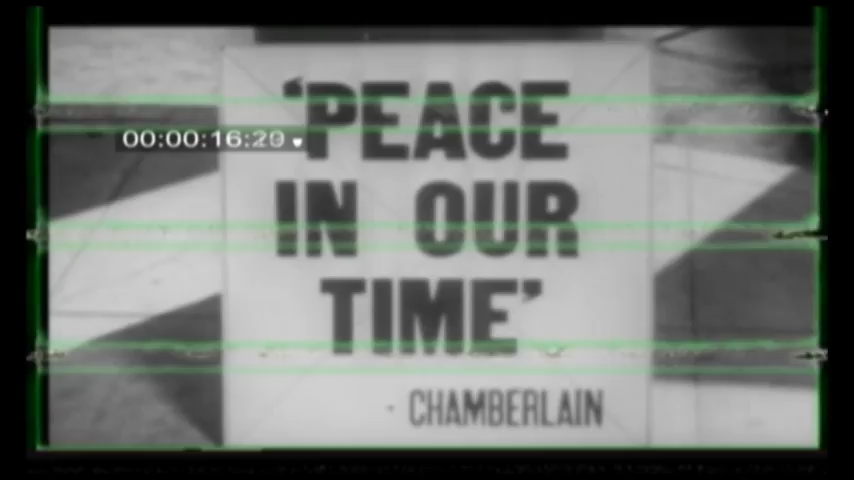 00:00:16:29
'PEACE
IN OUR
TIME'
- CHAMBERLAIN